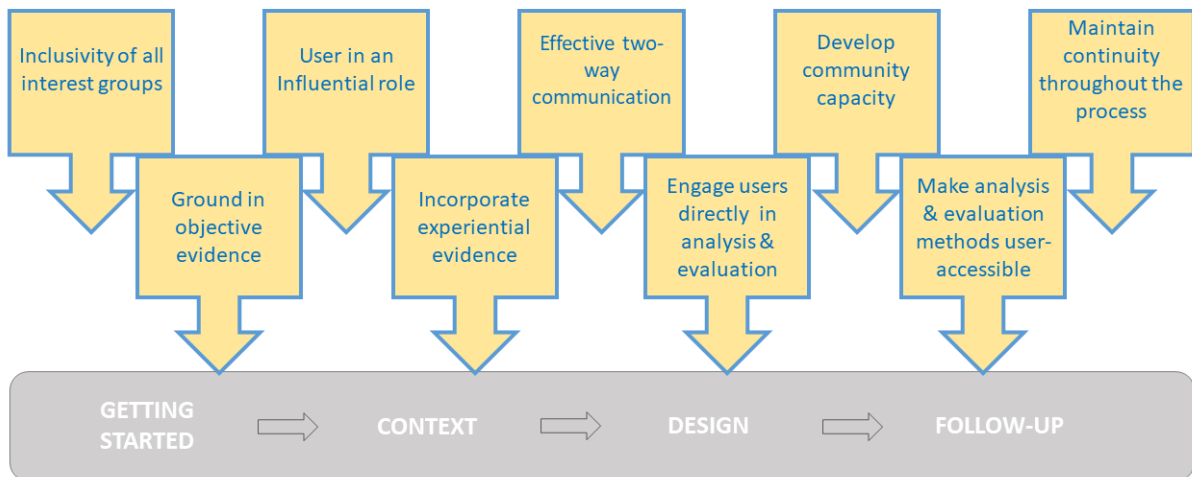 Inclusivity of all
interest groups
User in an
Influential role
Effective two-
way
communication
Develop
community
capacity
Maintain
continuity
throughout the
process
Ground in
objective
evidence
Incorporate
experiential
evidence
Engage users
directly in
analysis &
evaluation
Make analysis
& evaluation
methods user-
accessible
GETTING
STARTED
CONTEXT
DESIGN
FOLLOW-UP